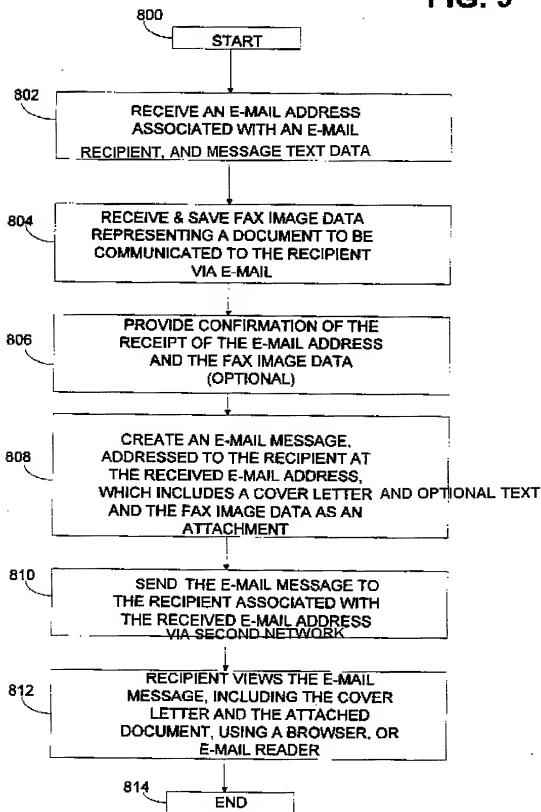 FIG. 9
800
START
802
RECEIVE AN E-MAIL ADDRESS
ASSOCIATED WITH AN E-MAIL
RECIPIENT, AND MESSAGE TEXT DATA
804
RECEIVE & SAVE FAX IMAGE DATA
REPRESENTING A DOCUMENT TO BE
COMMUNICATED TO THE RECIPIENT
VIA E-MAIL
806
PROVIDE CONFIRMATION OF THE
RECEIPT OF THE E-MAIL ADDRESS
AND THE FAX IMAGE DATA
(OPTIONAL)
808
CREATE AN E-MAIL MESSAGE,
ADDRESSED TO THE RECIPIENT AT
THE RECEIVED E-MAIL ADDRESS,
WHICH INCLUDES A COVER LETTER AND OPTIONAL TEXT
AND THE FAX IMAGE DATA AS AN
ATTACHMENT
810
SEND THE E-MAIL MESSAGE TO
THE RECIPIENT ASSOCIATED WITH
THE RECEIVED E-MAIL ADDRESS
VIA SECOND NETWORK
812
RECIPIENT VIEWS THE E-MAIL
MESSAGE, INCLUDING THE COVER
LETTER AND THE ATTACHED
DOCUMENT, USING A BROWSER, OR
E-MAIL READER
814
END